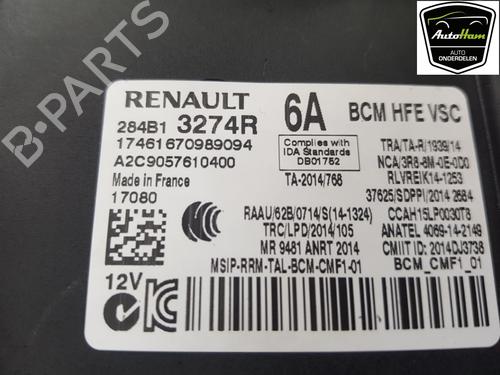 AutoHam
AUTO
ONDERDELEN
B-PARTS
RENAULT 6A BCM HFE VSC
284B1 3274R
17461670989094
A2C9057610400
Made in France
17080
Complies with
IDA Standards
DB01752
TA-2014/768
TRA/TA-R/1939/14
NCA/3R8-8M-0E-0D0
RLVREIK14-1253
37625/SDPPI/2014 2684
RAAU/62B/0714/S(14-1324)
CCAH15LP0030T8
TRC/LPD/2014/105
ANATEL 4069-14-2149
MR 9481 ANRT 2014
CMIIT ID: 2014DJ3738
MSIP-RRM-TAL-BCM-CMF1-01
BCM_CMF1_01
12V